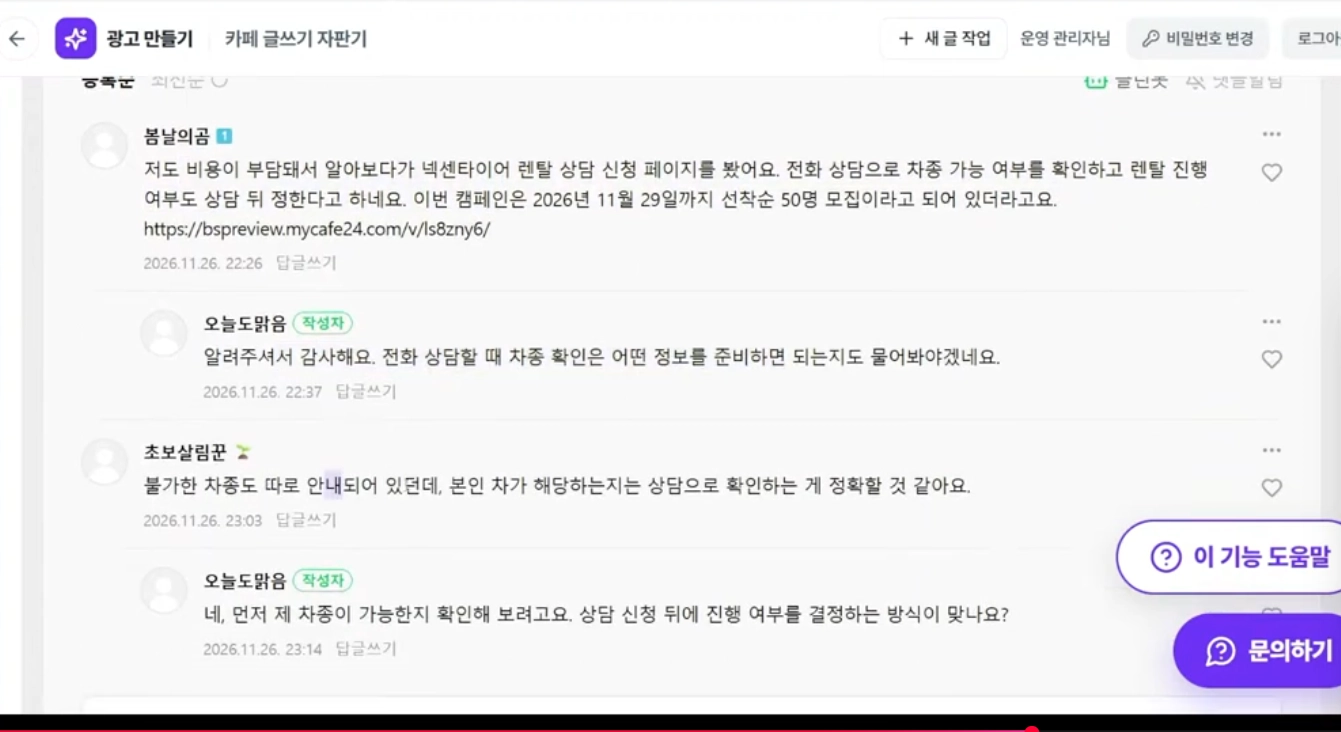 광고 만들기
카페 글쓰기 자판기
+ 새 글 작업
운영 관리자님
비밀번호 변경
로그아
등록순 최신순
클린봇 댓글알림
봄날의곰 1
저도 비용이 부담돼서 알아보다가 넥센타이어 렌탈 상담 신청 페이지를 봤어요. 전화 상담으로 차종 가능 여부를 확인하고 렌탈 진행
여부도 상담 뒤 정한다고 하네요. 이번 캠페인은 2026년 11월 29일까지 선착순 50명 모집이라고 되어 있더라고요.
https://bspreview.mycafe24.com/v/ls8zny6/
2026.11.26. 22:26 답글쓰기
오늘도맑음 작성자
알려주셔서 감사해요. 전화 상담할 때 차종 확인은 어떤 정보를 준비하면 되는지도 물어봐야겠네요.
2026.11.26. 22:37 답글쓰기
초보살림꾼
불가한 차종도 따로 안내되어 있던데, 본인 차가 해당하는지는 상담으로 확인하는 게 정확할 것 같아요.
2026.11.26. 23:03 답글쓰기
오늘도맑음 작성자
네, 먼저 제 차종이 가능한지 확인해 보려고요. 상담 신청 뒤에 진행 여부를 결정하는 방식이 맞나요?
2026.11.26. 23:14 답글쓰기
이 기능 도움말
문의하기